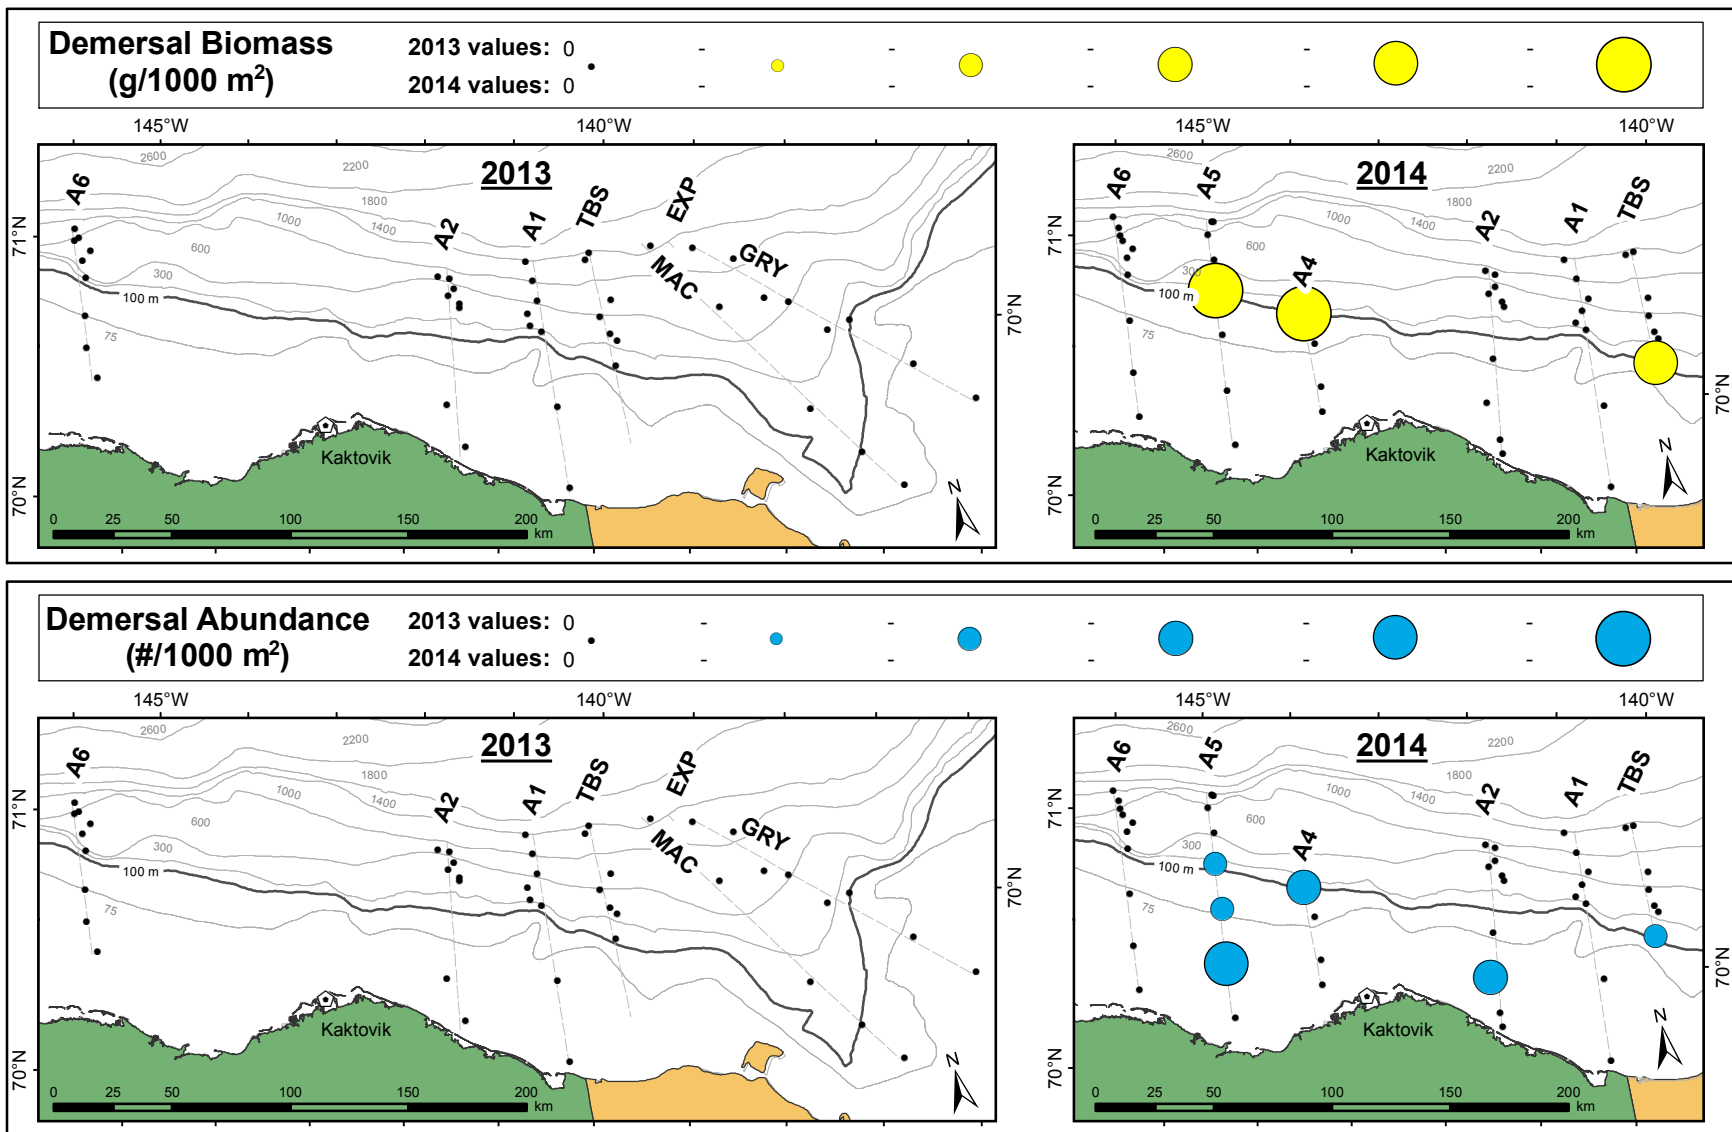 Demersal Biomass
(g/1000 m²)
2013 values: 0 - - - - -
2014 values: 0 - - - - -
145°W 140°W 145°W 140°W
2013
2600
2200
1800
1400
1000
600
300
100 m
75
A6
A2
A1
TBS
EXP
MAC
GRY
71°N
70°N
70°N
Kaktovik
N
0 25 50 100 150 200 km
2014
2600
2200
1800
1400
1000
600
300
100 m
75
A6
A5
A4
A2
A1
TBS
71°N
70°N
70°N
Kaktovik
N
0 25 50 100 150 200 km
Demersal Abundance
(#/1000 m²)
2013 values: 0 - - - - -
2014 values: 0 - - - - -
145°W 140°W 145°W 140°W
2013
2600
2200
1800
1400
1000
600
300
100 m
75
A6
A2
A1
TBS
EXP
MAC
GRY
71°N
70°N
70°N
Kaktovik
N
0 25 50 100 150 200 km
2014
2600
2200
1800
1400
1000
600
300
100 m
75
A6
A5
A4
A2
A1
TBS
71°N
70°N
70°N
Kaktovik
N
0 25 50 100 150 200 km